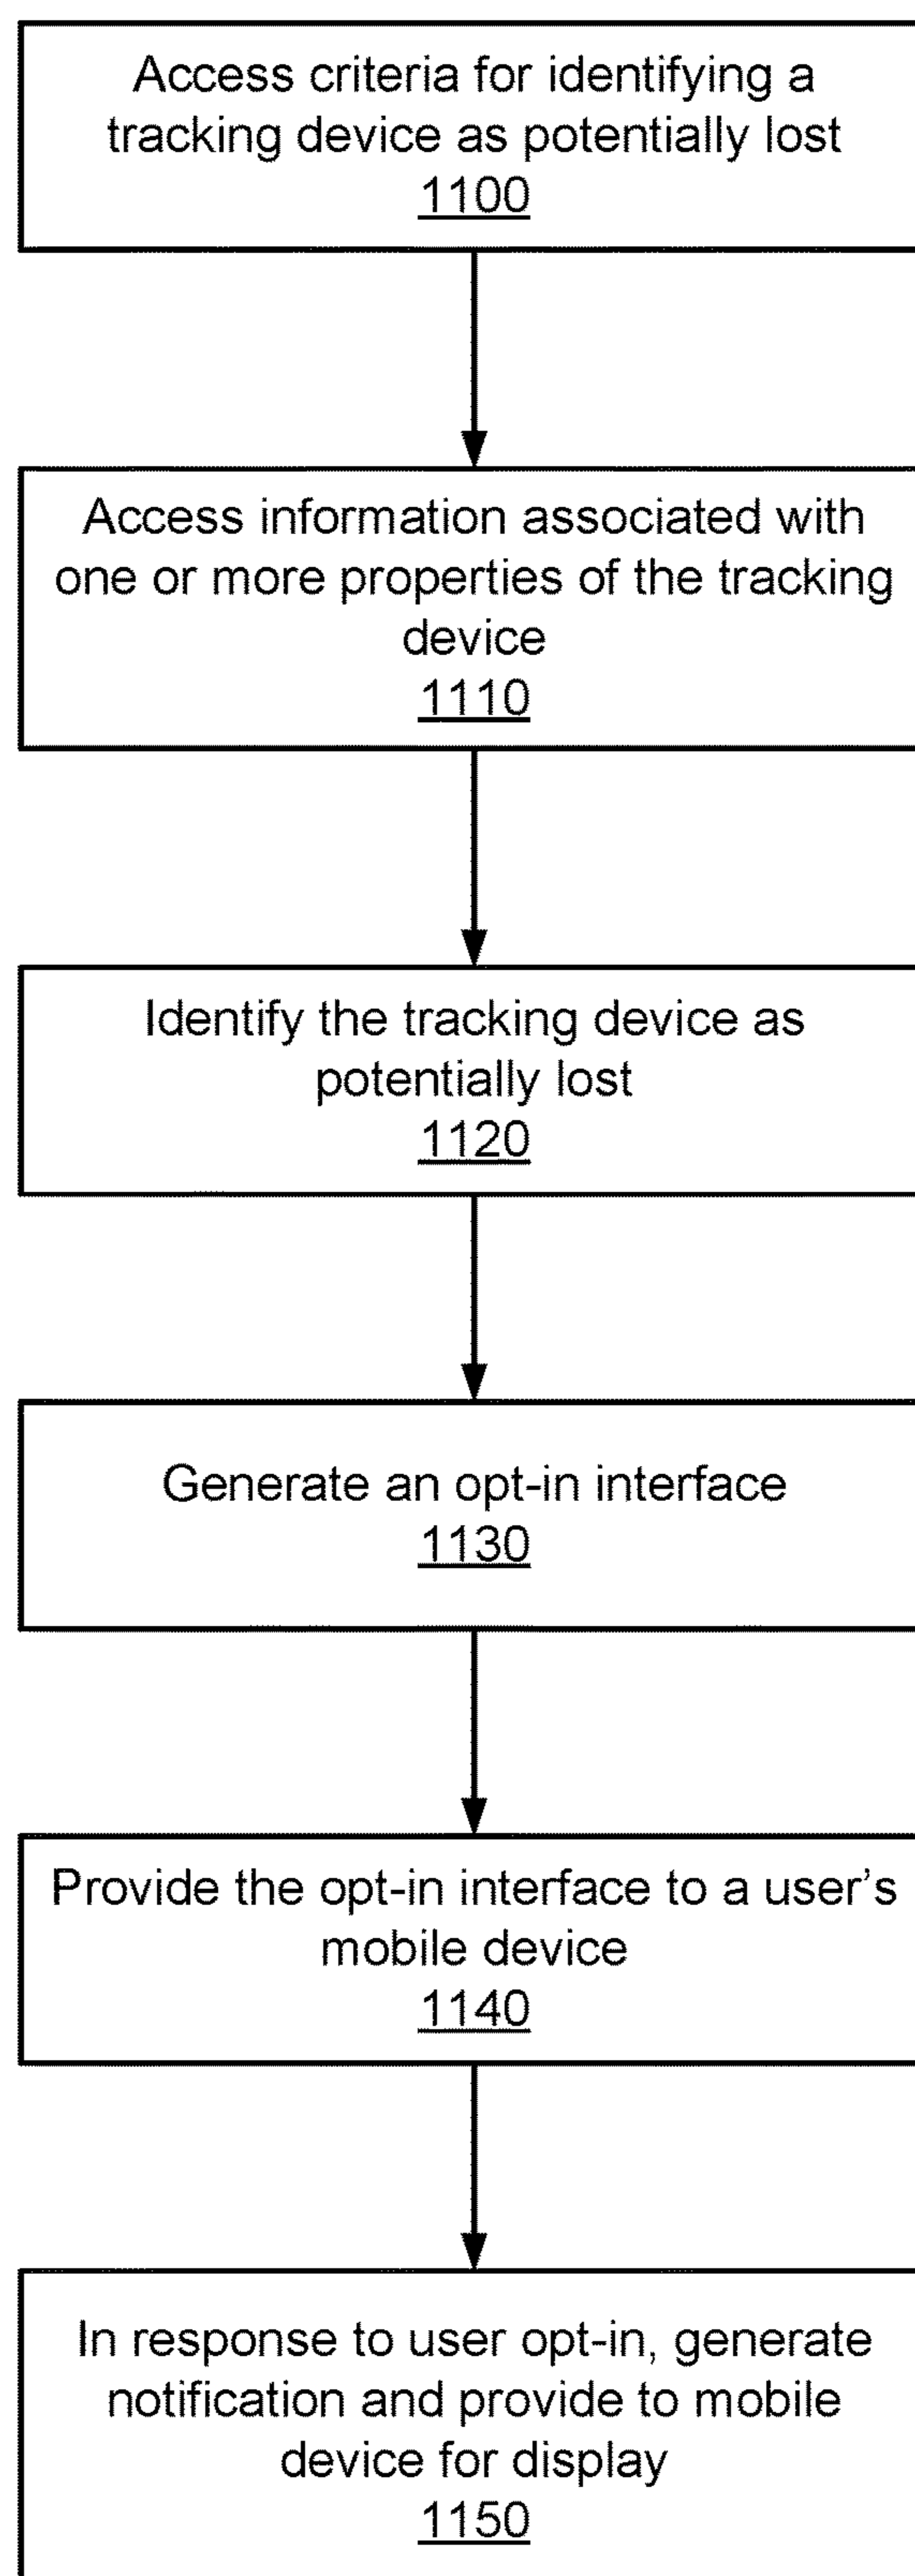 Access criteria for identifying a
tracking device as potentially lost
1100
Access information associated with
one or more properties of the tracking
device
1110
Identify the tracking device as
potentially lost
1120
Generate an opt-in interface
1130
Provide the opt-in interface to a user's
mobile device
1140
In response to user opt-in, generate
notification and provide to mobile
device for display
1150